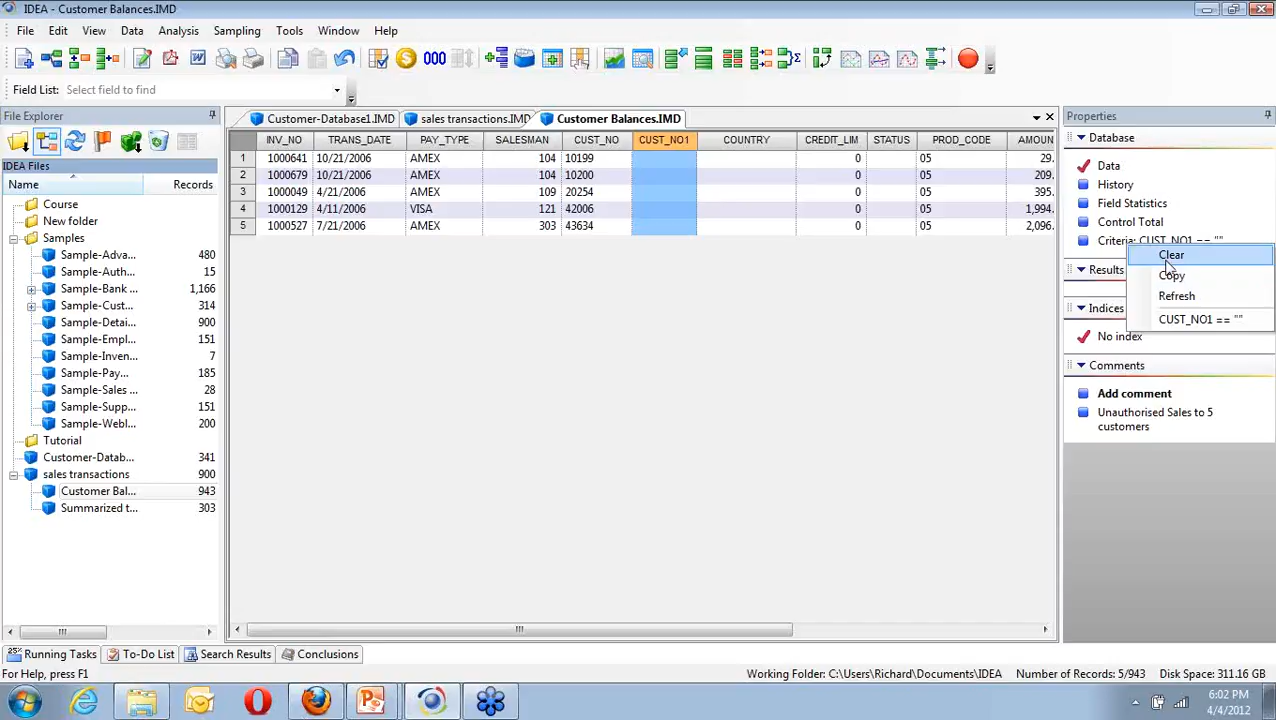 IDEA - Customer Balances.IMD
File Edit View Data Analysis Sampling Tools Window Help
Field List: Select field to find
File Explorer
IDEA Files
Name Records
Course
New folder
Samples
Sample-Adva... 480
Sample-Auth... 15
Sample-Bank ... 1,166
Sample-Cust... 314
Sample-Detai... 900
Sample-Empl... 151
Sample-Inven... 7
Sample-Pay... 185
Sample-Sales ... 28
Sample-Supp... 151
Sample-Webl... 200
Tutorial
Customer-Datab... 341
sales transactions 900
Customer Bal... 943
Summarized t... 303
Customer-Database1.IMD sales transactions.IMD Customer Balances.IMD
INV_NO TRANS_DATE PAY_TYPE SALESMAN CUST_NO CUST_NO1 COUNTRY CREDIT_LIM STATUS PROD_CODE AMOUN
1 1000641 10/21/2006 AMEX 104 10199 0 05 29.
2 1000679 10/21/2006 AMEX 104 10200 0 05 209.
3 1000049 4/21/2006 AMEX 109 20254 0 05 395.
4 1000129 4/11/2006 VISA 121 42006 0 05 1,994.
5 1000527 7/21/2006 AMEX 303 43634 0 05 2,096.
Properties
Database
Data
History
Field Statistics
Control Total
Criteria: CUST_NO1 == ""
Clear
Copy
Refresh
CUST_NO1 == ""
Results
Indices
No index
Comments
Add comment
Unauthorised Sales to 5
customers
Running Tasks To-Do List Search Results Conclusions
For Help, press F1
Working Folder: C:\Users\Richard\Documents\IDEA Number of Records: 5/943 Disk Space: 311.16 GB
6:02 PM
4/4/2012